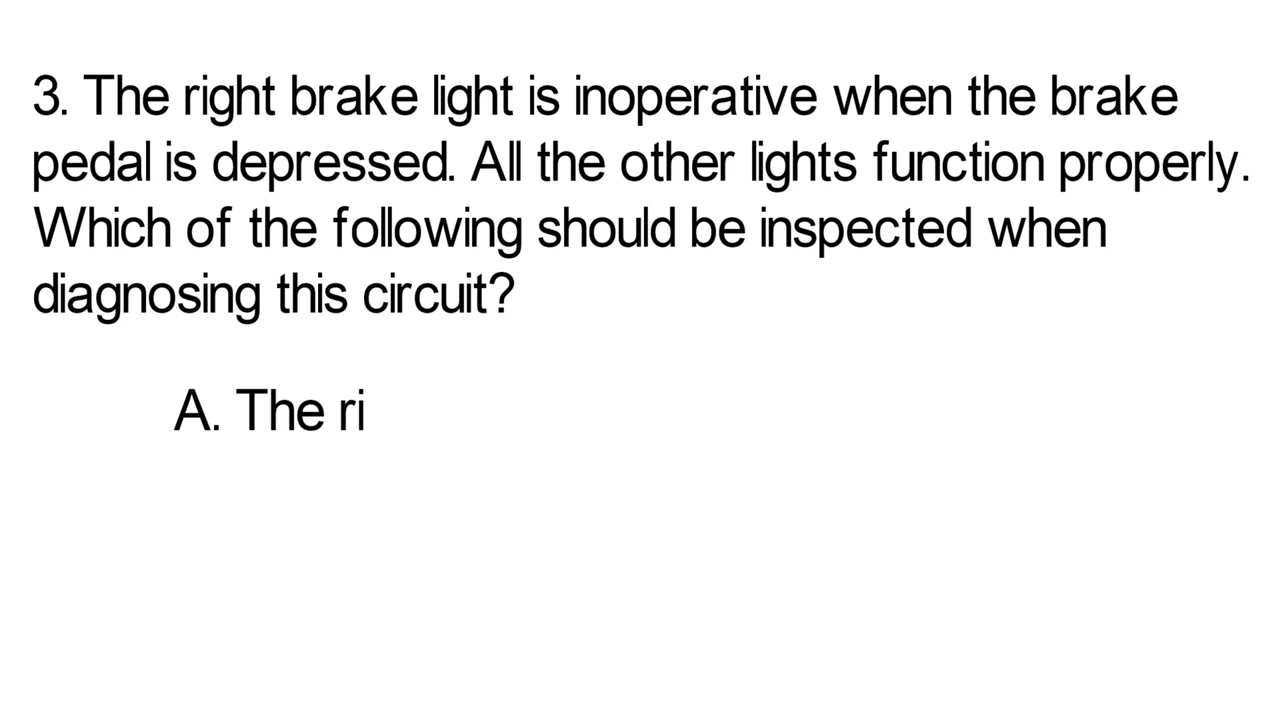 3. The right brake light is inoperative when the brake
pedal is depressed. All the other lights function properly.
Which of the following should be inspected when
diagnosing this circuit?
A. The ri